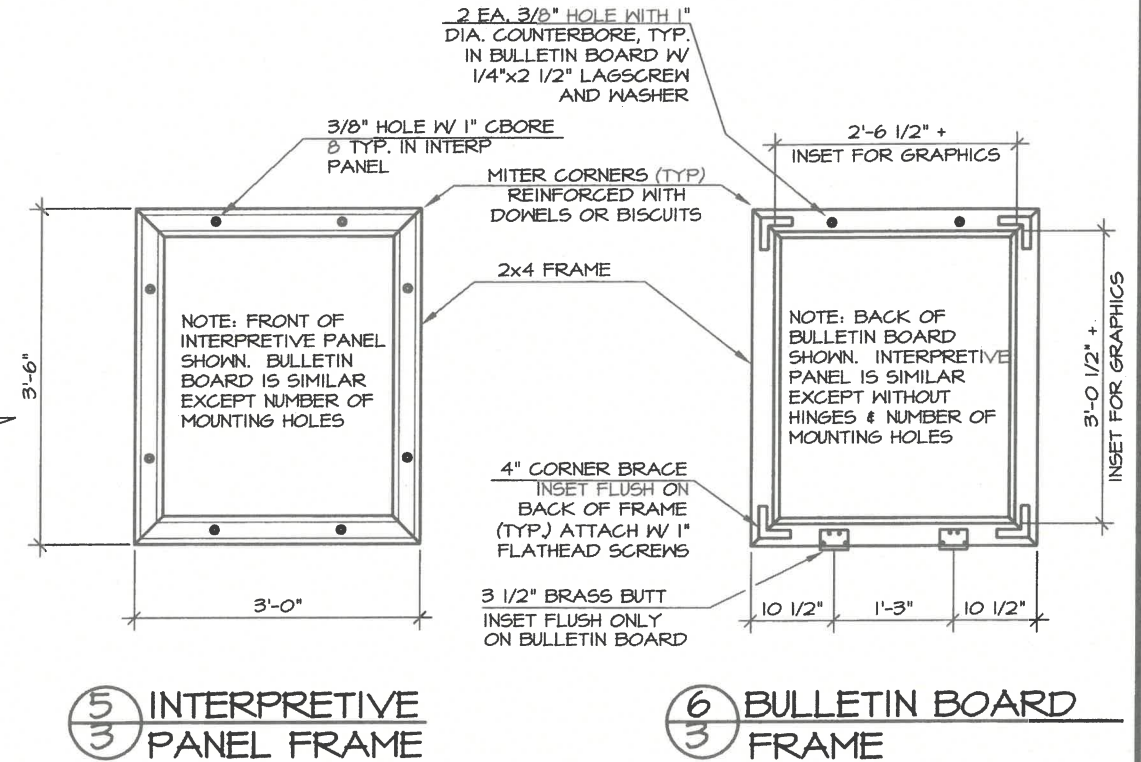 2 EA. 3/8" HOLE WITH 1"
DIA. COUNTERBORE, TYP.
IN BULLETIN BOARD W/
1/4"x2 1/2" LAGSCREW
AND WASHER
3/8" HOLE W/ 1" CBORE
8 TYP. IN INTERP
PANEL
MITER CORNERS (TYP)
REINFORCED WITH
DOWELS OR BISCUITS
2x4 FRAME
2'-6 1/2" +
INSET FOR GRAPHICS
3'-6"
NOTE: FRONT OF
INTERPRETIVE PANEL
SHOWN. BULLETIN
BOARD IS SIMILAR
EXCEPT NUMBER OF
MOUNTING HOLES
NOTE: BACK OF
BULLETIN BOARD
SHOWN. INTERPRETIVE
PANEL IS SIMILAR
EXCEPT WITHOUT
HINGES & NUMBER OF
MOUNTING HOLES
3'-0 1/2" +
INSET FOR GRAPHICS
4" CORNER BRACE
INSET FLUSH ON
BACK OF FRAME
(TYP.) ATTACH W/ 1"
FLATHEAD SCREWS
3 1/2" BRASS BUTT
INSET FLUSH ONLY
ON BULLETIN BOARD
3'-0"
10 1/2"
1'-3"
10 1/2"
5
3
INTERPRETIVE
PANEL FRAME
6
3
BULLETIN BOARD
FRAME